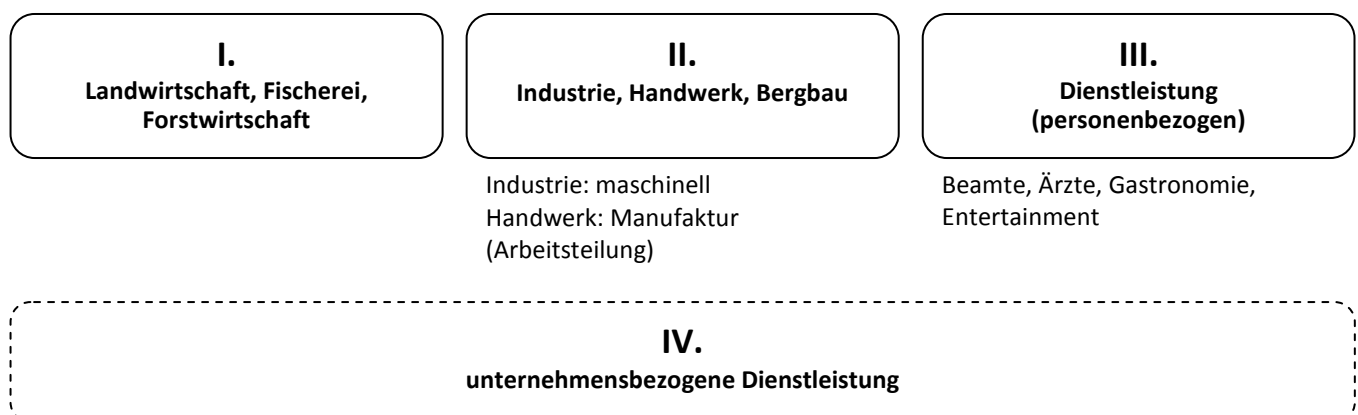 I.
Landwirtschaft, Fischerei,
Forstwirtschaft
II.
Industrie, Handwerk, Bergbau
III.
Dienstleistung
(personenbezogen)
Industrie: maschinell
Handwerk: Manufaktur
(Arbeitsteilung)
Beamte, Ärzte, Gastronomie,
Entertainment
IV.
unternehmensbezogene Dienstleistung